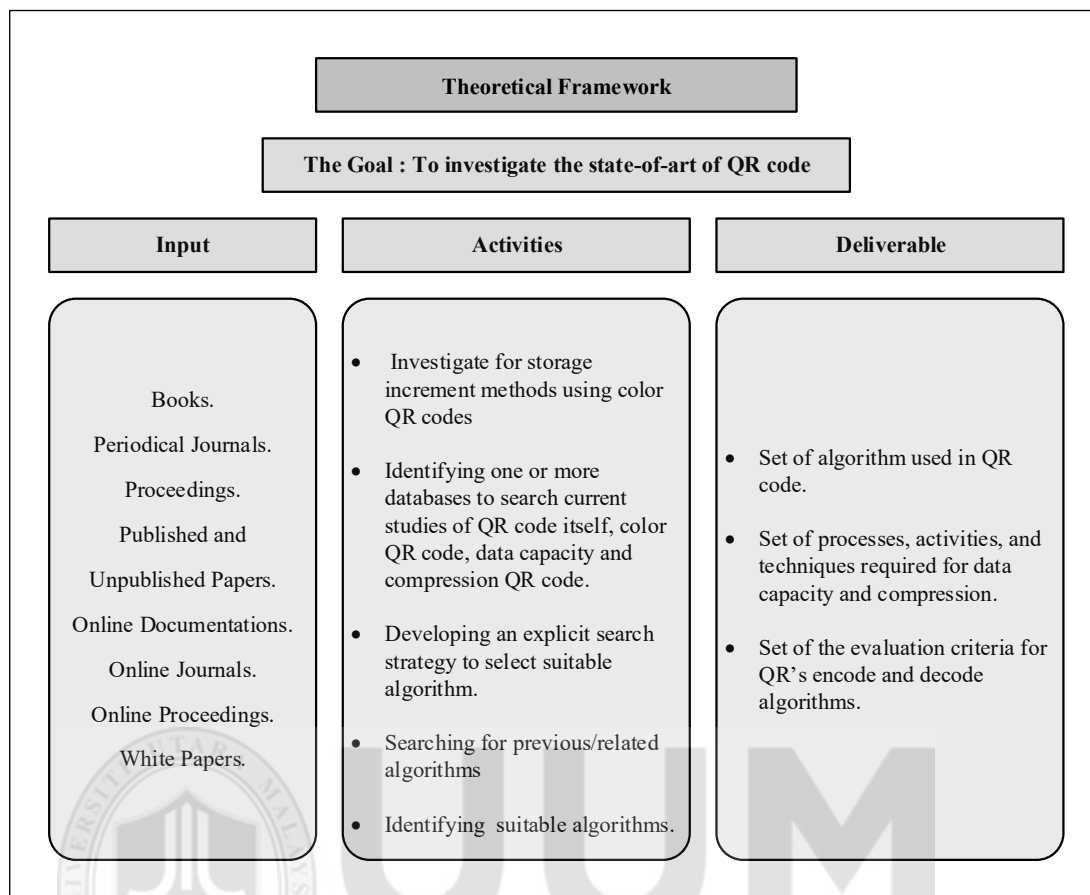 Theoretical Framework
The Goal : To investigate the state-of-art of QR code
Input
Activities
Deliverable
Books.
Periodical Journals.
Proceedings.
Published and
Unpublished Papers.
Online Documentations.
Online Journals.
Online Proceedings.
White Papers.
• Investigate for storage
increment methods using color
QR codes
• Identifying one or more
databases to search current
studies of QR code itself, color
QR code, data capacity and
compression QR code.
• Developing an explicit search
strategy to select suitable
algorithm.
• Searching for previous/related
algorithms
• Identifying suitable algorithms.
• Set of algorithm used in QR
code.
• Set of processes, activities, and
techniques required for data
capacity and compression.
• Set of the evaluation criteria for
QR's encode and decode
algorithms.
UUM